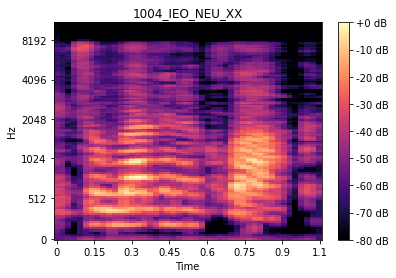 1004_IEO_NEU_XX
8192
4096
2048
1024
512
0
Hz
0 0.15 0.3 0.45 0.6 0.75 0.9 1.1
Time
+0 dB
-10 dB
-20 dB
-30 dB
-40 dB
-50 dB
-60 dB
-70 dB
-80 dB